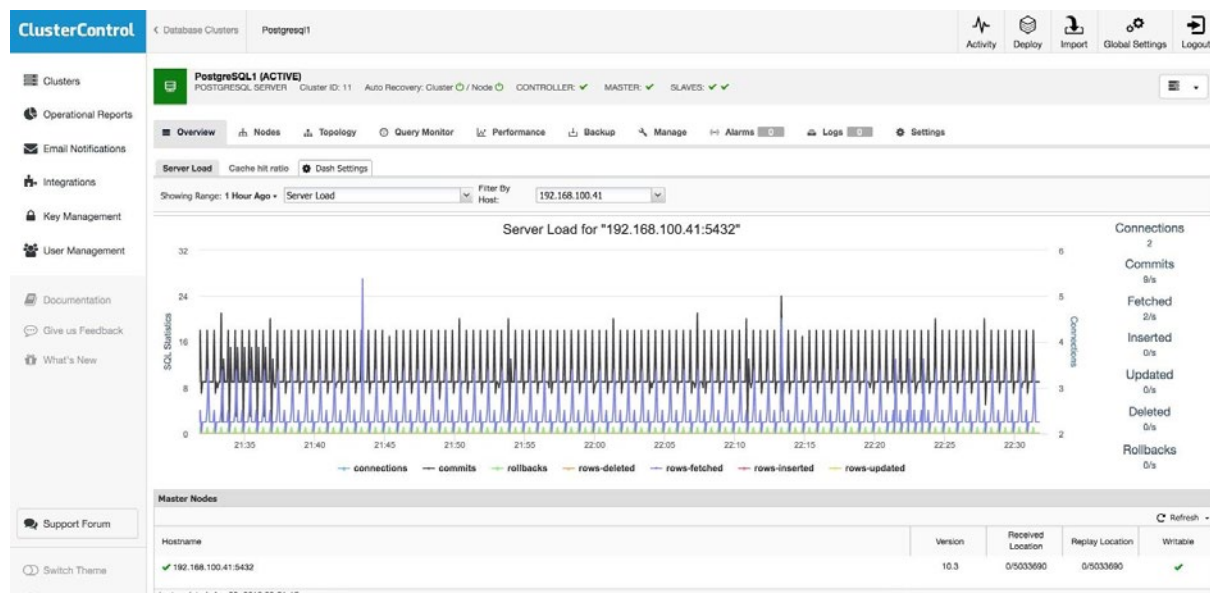 ClusterControl
Database Clusters
Postgresql1
Activity
Deploy
Import
Global Settings
Logout
Clusters
Operational Reports
Email Notifications
Integrations
Key Management
User Management
Documentation
Give us Feedback
What's New
Support Forum
Switch Theme
PostgreSQL1 (ACTIVE)
POSTGRESQL SERVER Cluster ID: 11 Auto Recovery: Cluster / Node CONTROLLER: ✔ MASTER: ✔ SLAVES: ✔ ✔
Overview Nodes Topology Query Monitor Performance Backup Manage Alarms 0 Logs 0 Settings
Server Load Cache hit ratio Dash Settings
Showing Range: 1 Hour Ago Server Load Filter By Host: 192.168.100.41
Server Load for "192.168.100.41:5432"
SQL Statistics
32
24
16
8
0
6
5
4
3
2
Connections
21:35 21:40 21:45 21:50 21:55 22:00 22:05 22:10 22:15 22:20 22:25 22:30
connections commits rollbacks rows-deleted rows-fetched rows-inserted rows-updated
Connections
2
Commits
9/s
Fetched
2/s
Inserted
0/s
Updated
0/s
Deleted
0/s
Rollbacks
0/s
Master Nodes
Refresh
Hostname Version Received Location Replay Location Writable
192.168.100.41:5432 10.3 0/5033690 0/5033690